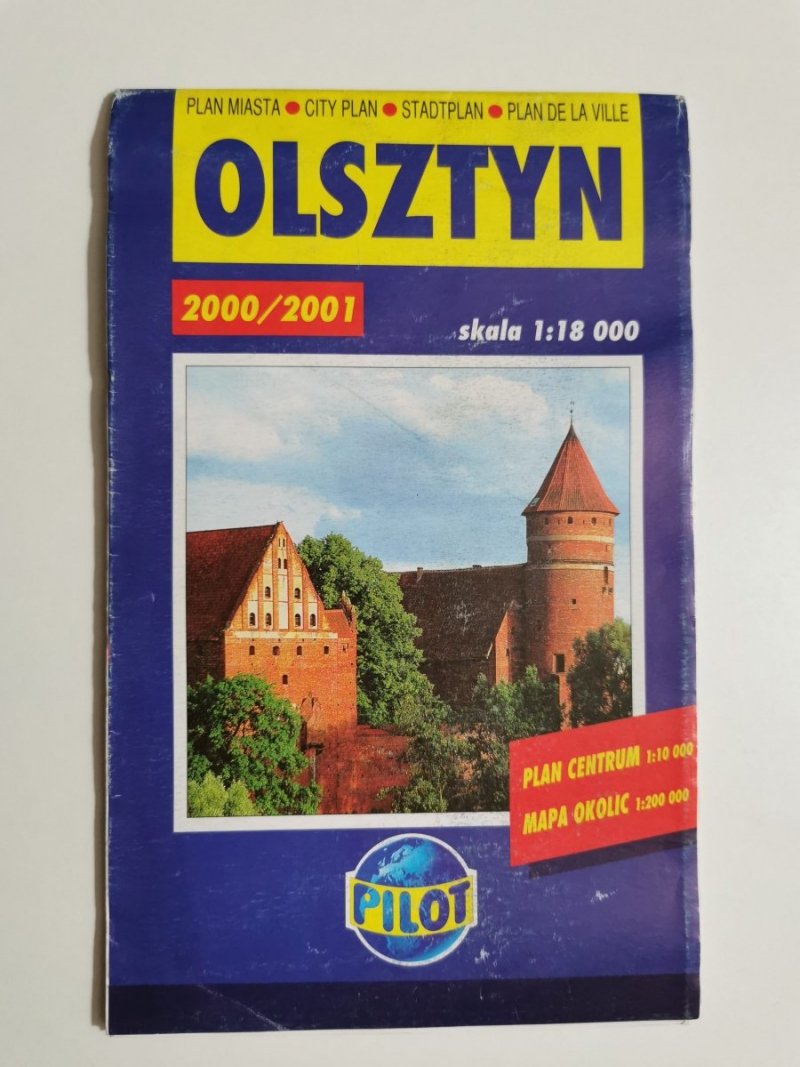 PLAN MIASTA • CITY PLAN • STADTPLAN • PLAN DE LA VILLE
OLSZTYN
2000/2001
skala 1:18 000
PLAN CENTRUM 1:10 000
MAPA OKOLIC 1:200 000
PILOT